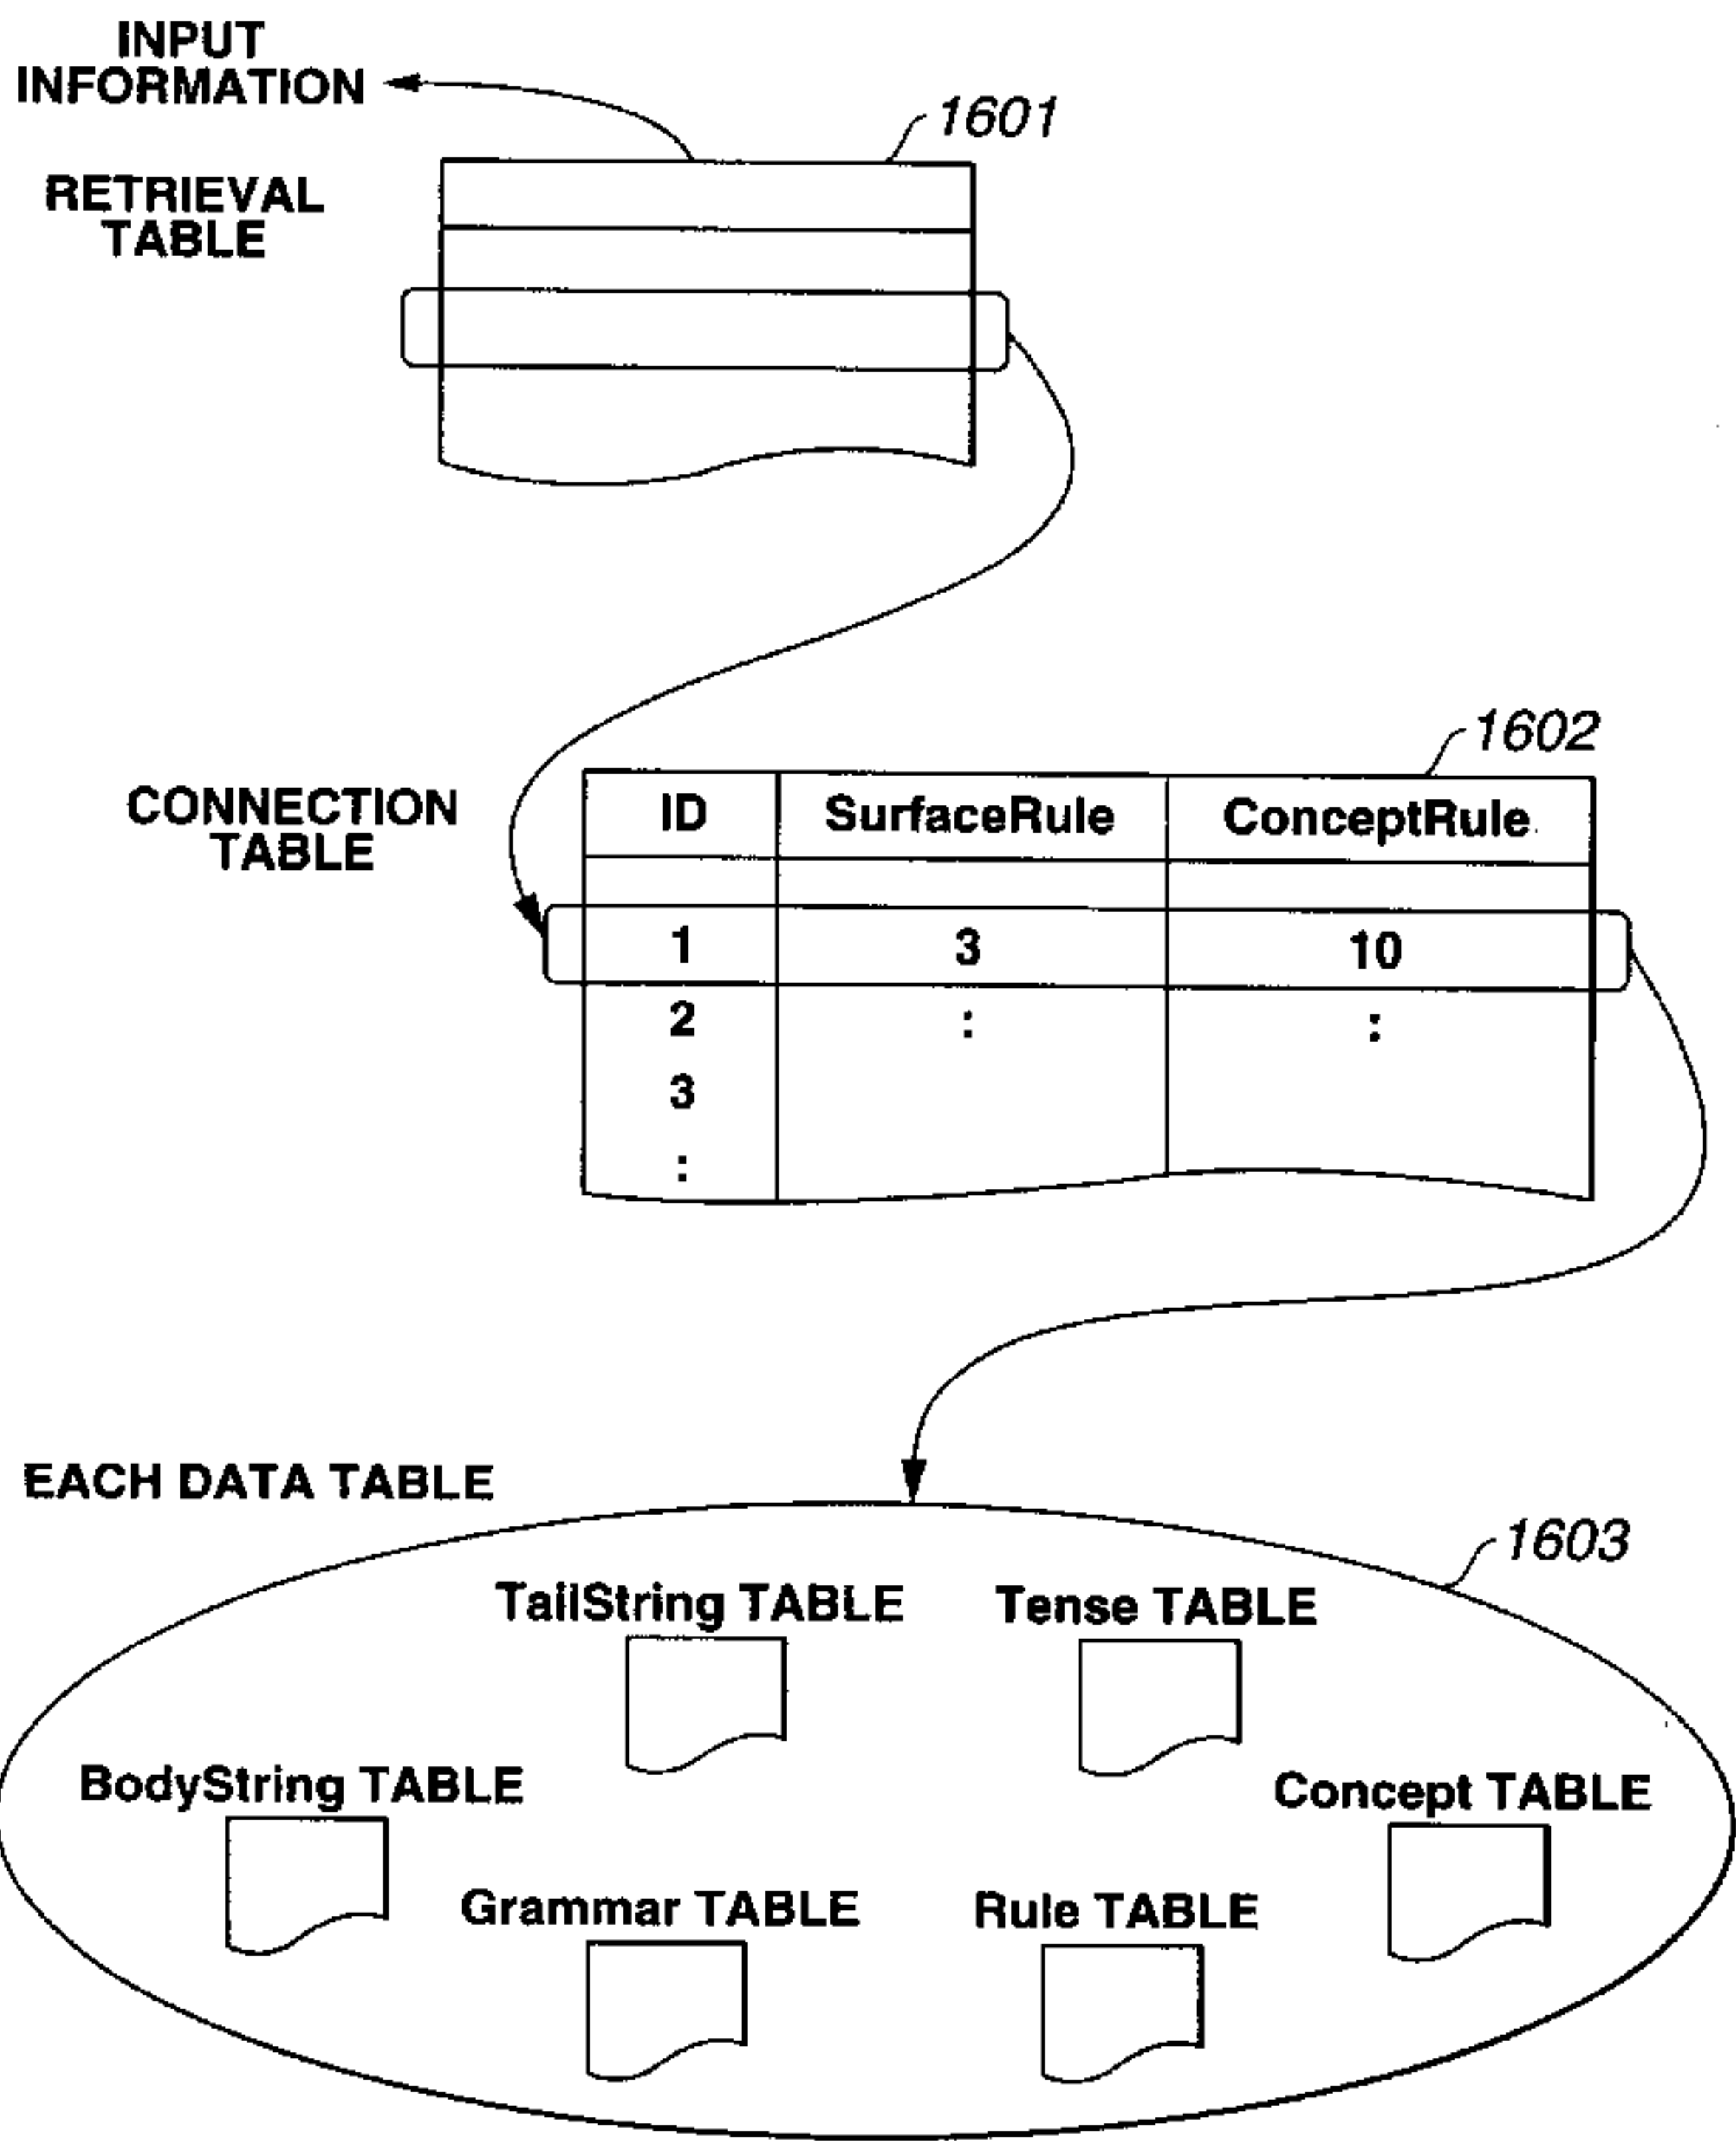 INPUT
INFORMATION
1601
RETRIEVAL
TABLE
1602
CONNECTION
TABLE
ID SurfaceRule ConceptRule
1 3 10
2 : :
3
:
EACH DATA TABLE
1603
TailString TABLE Tense TABLE
BodyString TABLE Concept TABLE
Grammar TABLE Rule TABLE